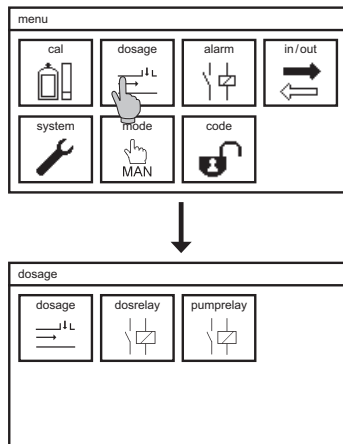 menu
cal dosage alarm in/out
system mode code
MAN
dosage
dosage dosrelay pumprelay